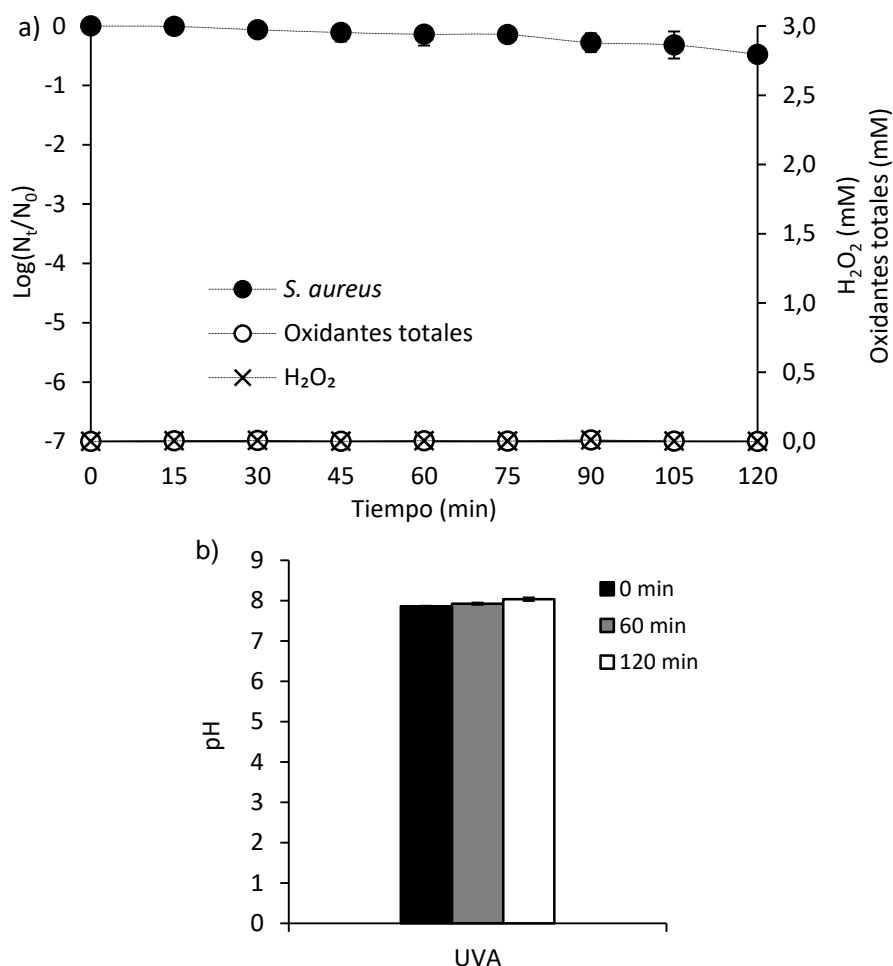 a)
0
-1
-2
-3
-4
-5
-6
-7
Log(Nₜ/N₀)
3,0
2,5
2,0
1,5
1,0
0,5
0,0
H₂O₂ (mM)
Oxidantes totales (mM)
S. aureus
Oxidantes totales
H₂O₂
0 15 30 45 60 75 90 105 120
Tiempo (min)
b)
9
8
7
6
5
4
3
2
1
0
pH
0 min
60 min
120 min
UVA